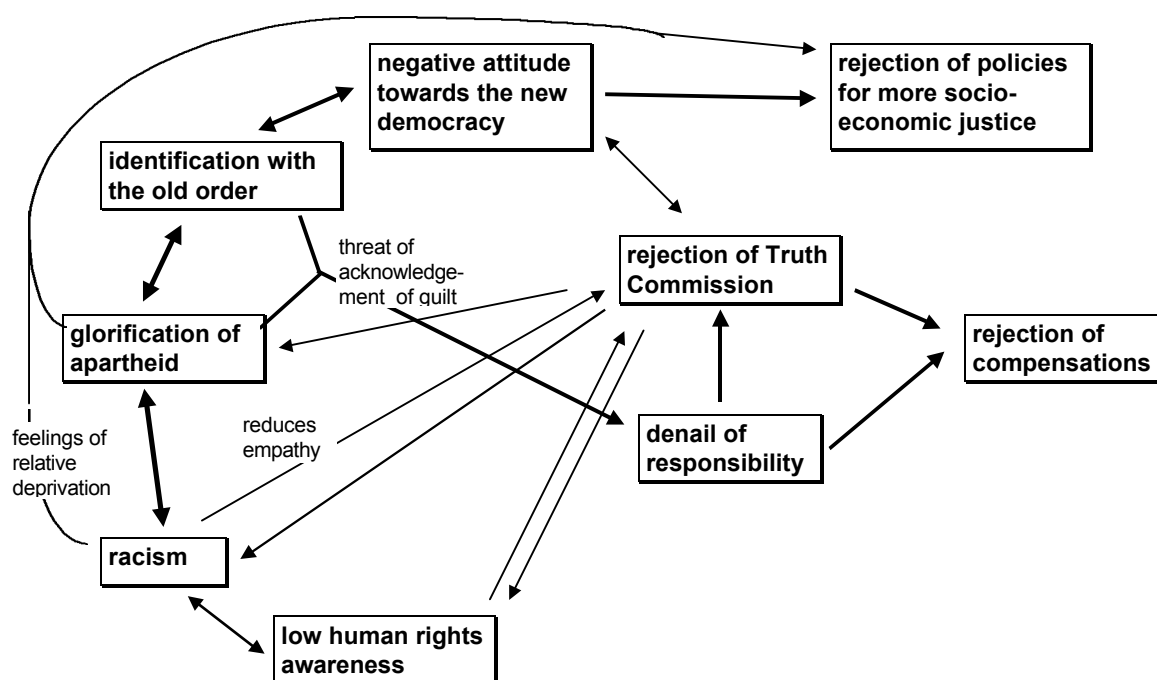 negative attitude
towards the new
democracy
rejection of policies
for more socio-
economic justice
identification with
the old order
threat of
acknowledge-
ment of guilt
rejection of Truth
Commission
glorification of
apartheid
rejection of
compensations
feelings of
relative
deprivation
reduces
empathy
denail of
responsibility
racism
low human rights
awareness